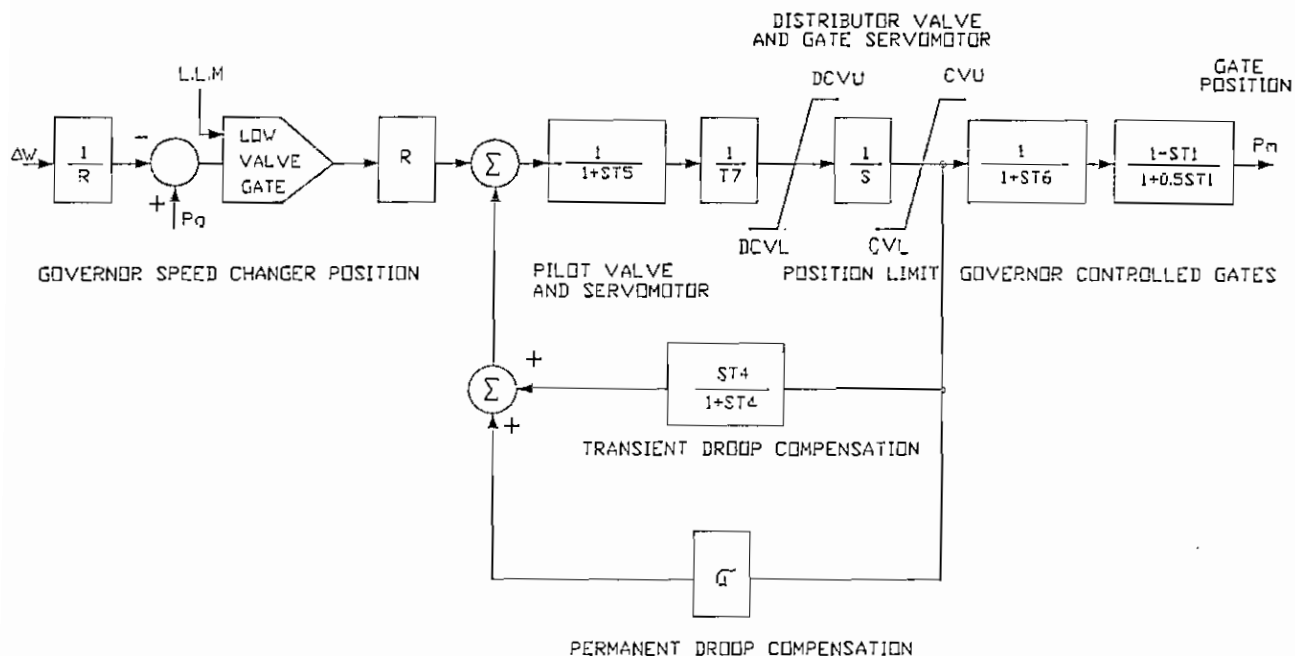 DISTRIBUTOR VALVE
AND GATE SERVOMOTOR
L.L.M
DCVU
CVU
GATE
POSITION
ΔW
1
R
-
LOW
VALVE
GATE
+
Po
R
Σ
1
1+ST5
1
T7
1
S
1
1+ST6
1-ST1
1+0.5ST1
Pm
DCVL
CVL
GOVERNOR SPEED CHANGER POSITION
PILOT VALVE
AND SERVOMOTOR
POSITION LIMIT
GOVERNOR CONTROLLED GATES
Σ
+
+
ST4
1+ST4
TRANSIENT DROOP COMPENSATION
σ
PERMANENT DROOP COMPENSATION